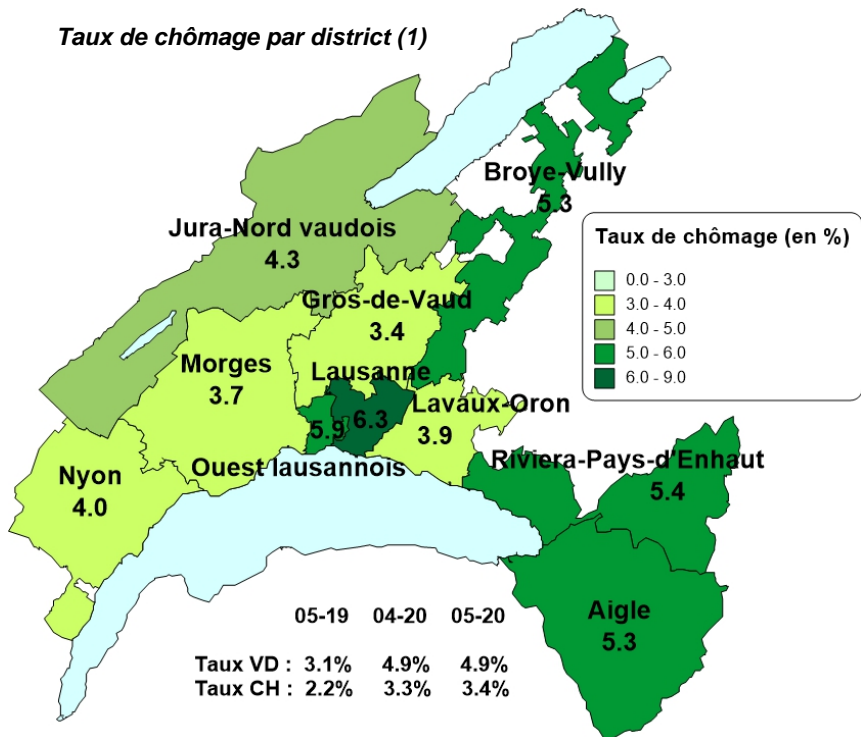 Taux de chômage par district (1)
Broye-Vully
5.3
Jura-Nord vaudois
4.3
Taux de chômage (en %)
0.0 - 3.0
3.0 - 4.0
4.0 - 5.0
5.0 - 6.0
6.0 - 9.0
Gros-de-Vaud
3.4
Morges
3.7
Lausanne
6.3
Lavaux-Oron
3.9
5.9
Ouest lausannois
Riviera-Pays-d'Enhaut
5.4
Nyon
4.0
Aigle
5.3
05-19 04-20 05-20
Taux VD : 3.1% 4.9% 4.9%
Taux CH : 2.2% 3.3% 3.4%